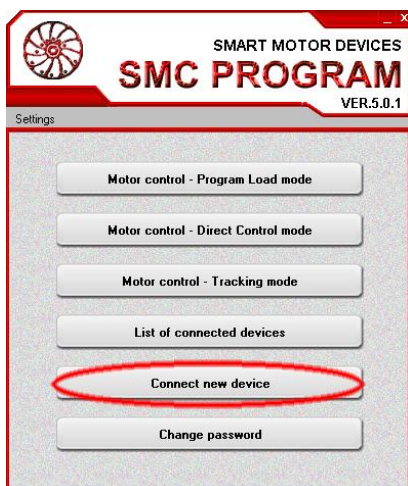 _ x
SMART MOTOR DEVICES
SMC PROGRAM
VER.5.0.1
Settings
Motor control - Program Load mode
Motor control - Direct Control mode
Motor control - Tracking mode
List of connected devices
Connect new device
Change password